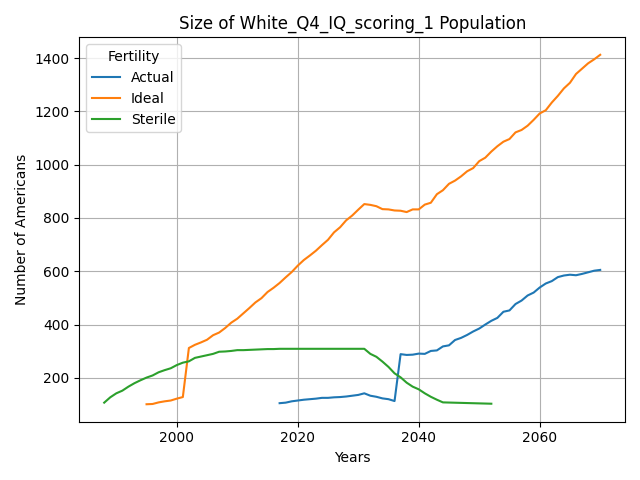 Size of White_Q4_IQ_scoring_1 Population
Fertility
Actual
Ideal
Sterile
Number of Americans
1400
1200
1000
800
600
400
200
2000
2020
2040
2060
Years